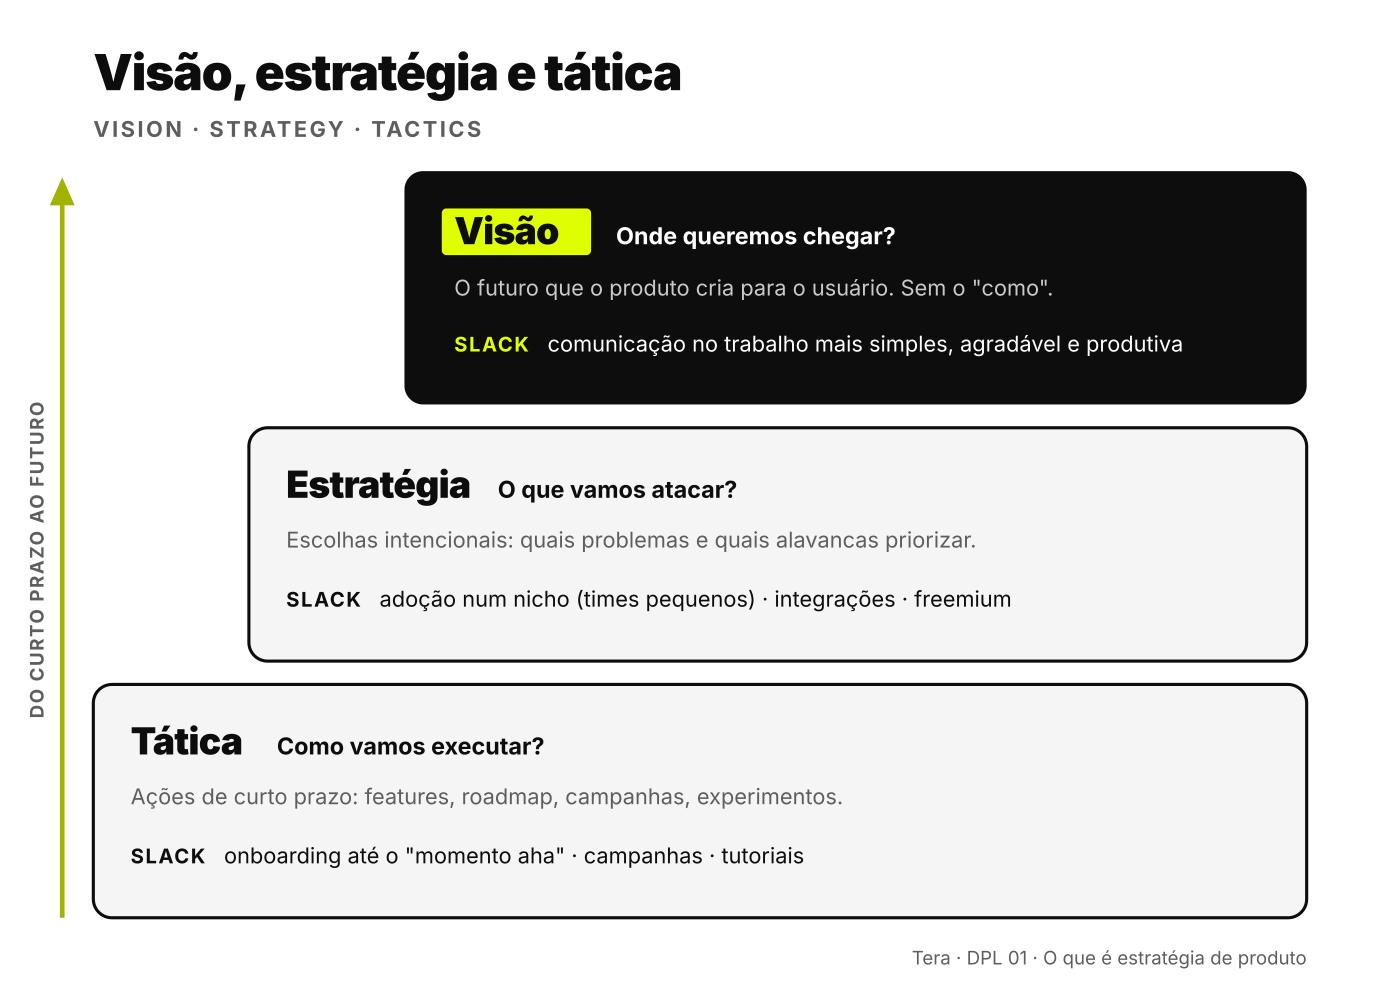 Visão, estratégia e tática
VISION · STRATEGY · TACTICS
DO CURTO PRAZO AO FUTURO
Visão Onde queremos chegar?
O futuro que o produto cria para o usuário. Sem o "como".
SLACK comunicação no trabalho mais simples, agradável e produtiva
Estratégia O que vamos atacar?
Escolhas intencionais: quais problemas e quais alavancas priorizar.
SLACK adoção num nicho (times pequenos) · integrações · freemium
Tática Como vamos executar?
Ações de curto prazo: features, roadmap, campanhas, experimentos.
SLACK onboarding até o "momento aha" · campanhas · tutoriais
Tera · DPL 01 · O que é estratégia de produto